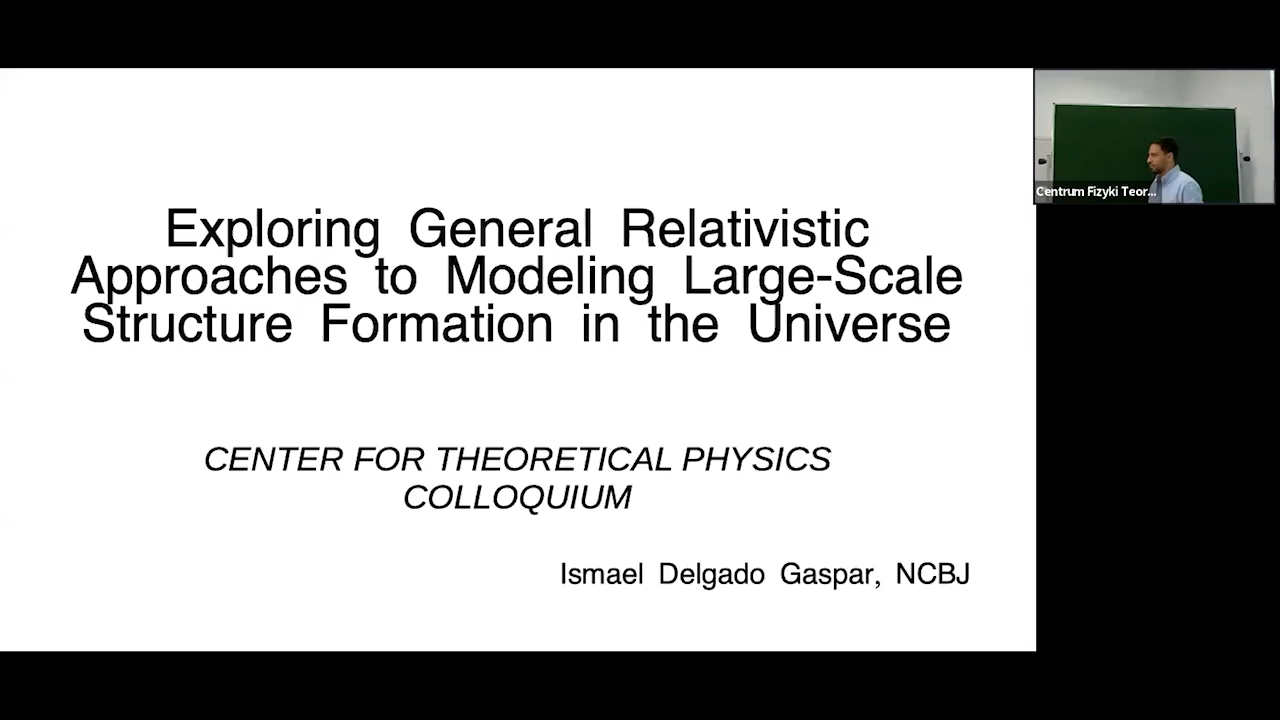 Exploring General Relativistic
Approaches to Modeling Large-Scale
Structure Formation in the Universe
CENTER FOR THEORETICAL PHYSICS
COLLOQUIUM
Ismael Delgado Gaspar, NCBJ
Centrum Fizyki Teor...